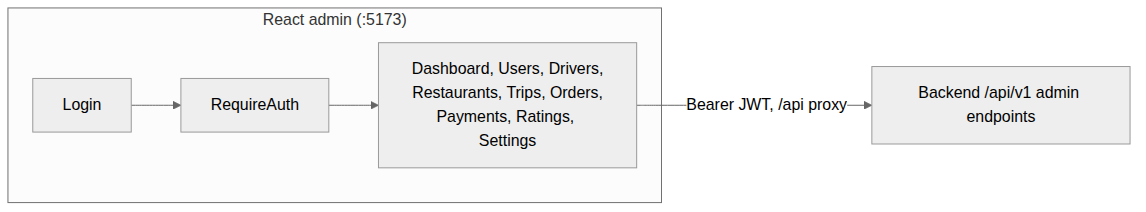 React admin (:5173)
Login
RequireAuth
Dashboard, Users, Drivers,
Restaurants, Trips, Orders,
Payments, Ratings,
Settings
Bearer JWT, /api proxy
Backend /api/v1 admin
endpoints